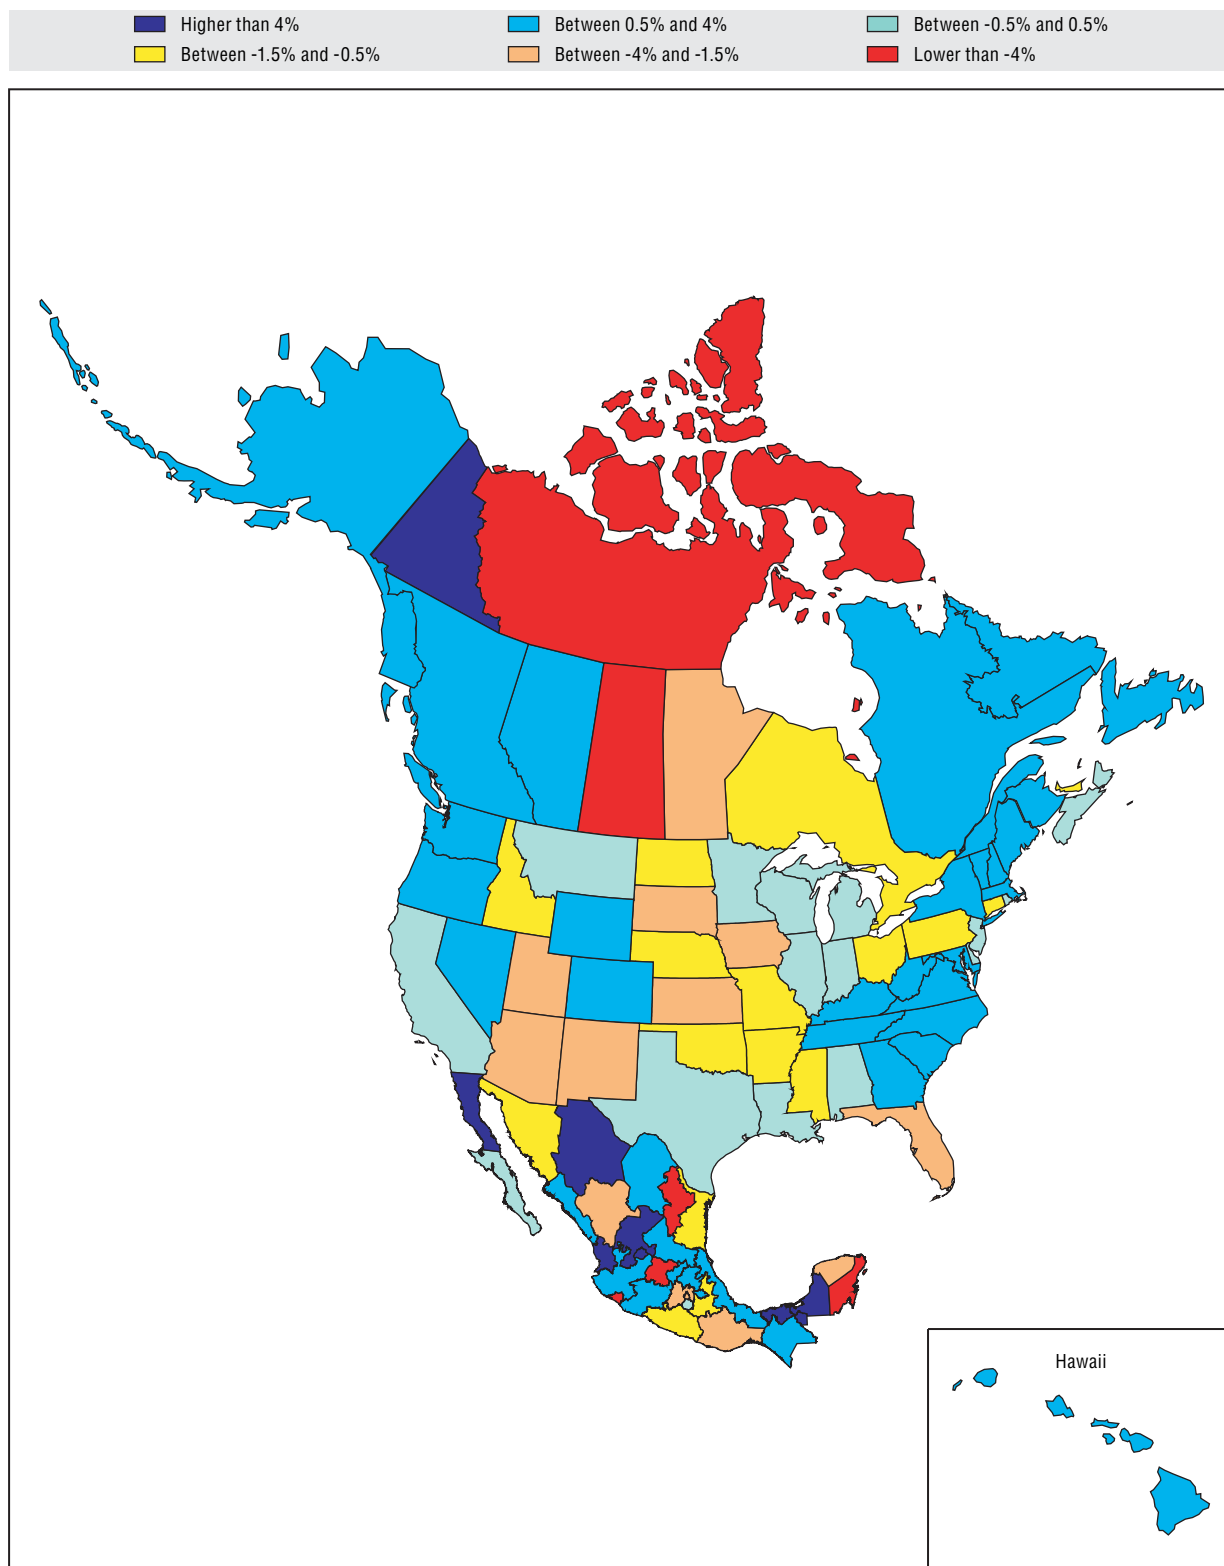 Higher than 4%
Between 0.5% and 4%
Between -0.5% and 0.5%
Between -1.5% and -0.5%
Between -4% and -1.5%
Lower than -4%
Hawaii